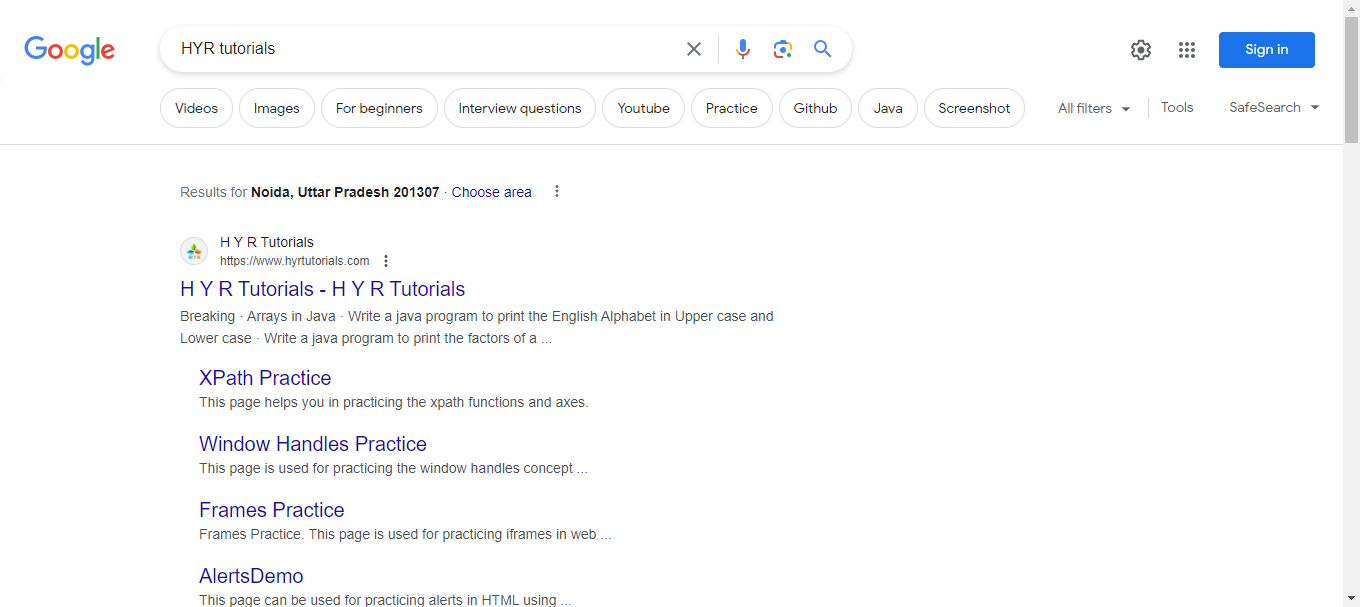 Google
HYR tutorials
Sign in
Videos Images For beginners Interview questions Youtube Practice Github Java Screenshot All filters Tools SafeSearch
Results for Noida, Uttar Pradesh 201307 · Choose area
H Y R Tutorials
https://www.hyrtutorials.com
H Y R Tutorials - H Y R Tutorials
Breaking · Arrays in Java · Write a java program to print the English Alphabet in Upper case and
Lower case · Write a java program to print the factors of a ...
XPath Practice
This page helps you in practicing the xpath functions and axes.
Window Handles Practice
This page is used for practicing the window handles concept ...
Frames Practice
Frames Practice. This page is used for practicing iframes in web ...
AlertsDemo
This page can be used for practicing alerts in HTML using ...